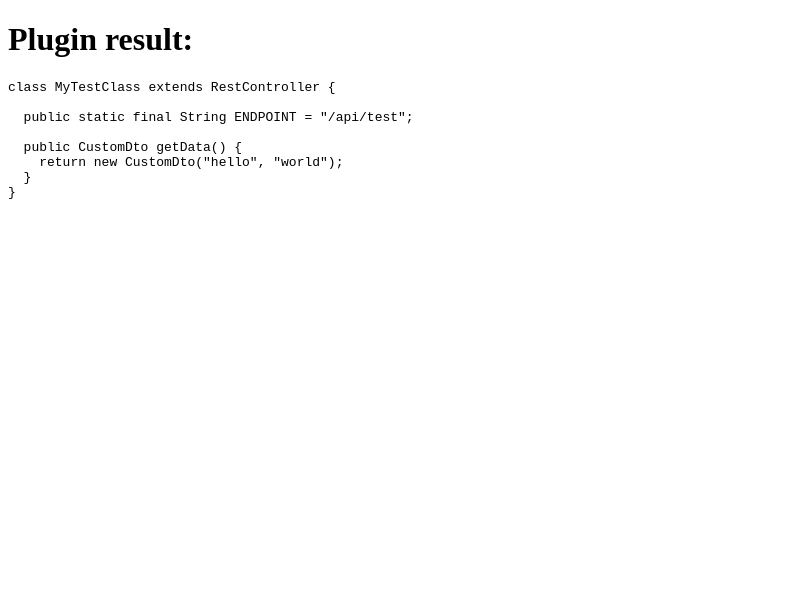 Plugin result:
class MyTestClass extends RestController {
  public static final String ENDPOINT = "/api/test";
  public CustomDto getData() {
    return new CustomDto("hello", "world");
  }
}